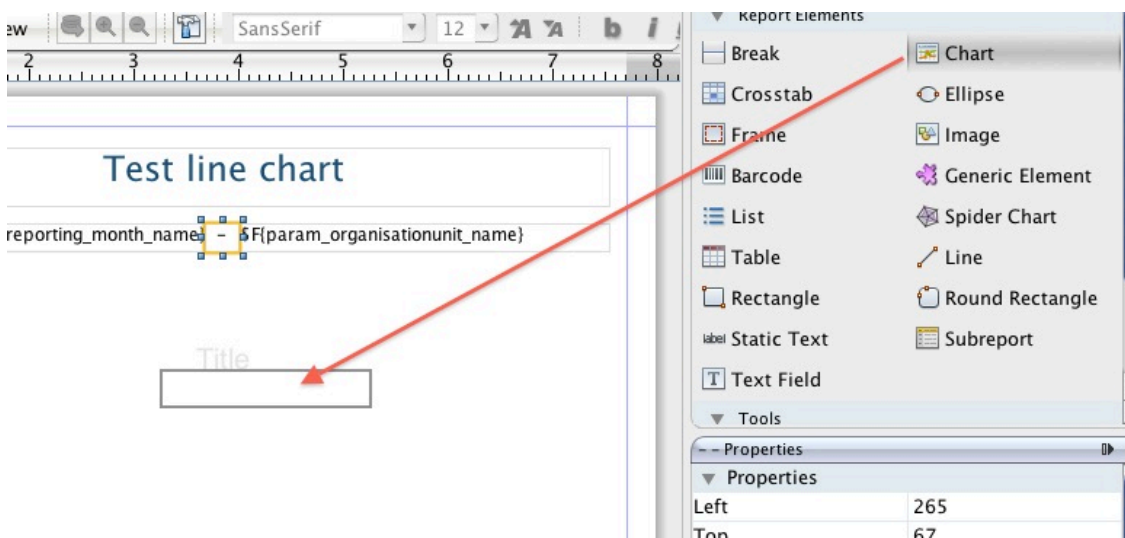 ew SansSerif 12 b i
2 3 4 5 6 7 8
Test line chart
reporting_month_name} – $F{param_organisationunit_name}
Title
Report Elements
Break Chart
Crosstab Ellipse
Frame Image
Barcode Generic Element
List Spider Chart
Table Line
Rectangle Round Rectangle
label Static Text Subreport
T Text Field
Tools
– – Properties
Properties
Left 265
Top 67